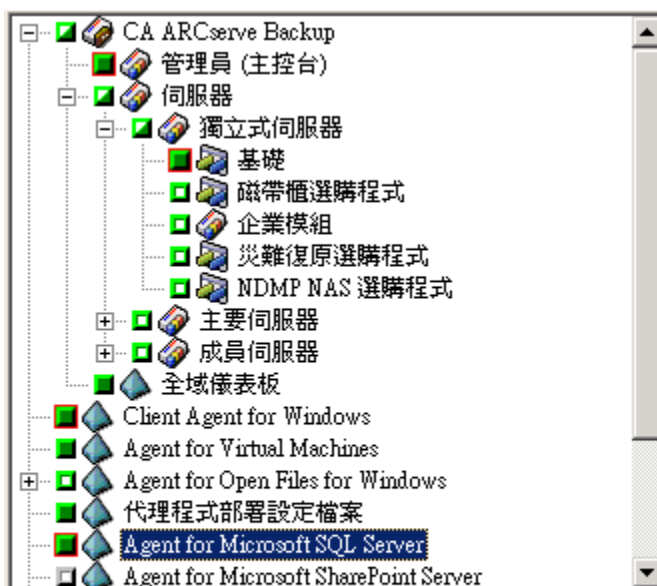 CA ARCserve Backup
管理員 (主控台)
伺服器
獨立式伺服器
基礎
磁帶櫃選購程式
企業模組
災難復原選購程式
NDMP NAS 選購程式
主要伺服器
成員伺服器
全域儀表板
Client Agent for Windows
Agent for Virtual Machines
Agent for Open Files for Windows
代理程式部署設定檔案
Agent for Microsoft SQL Server
Agent for Microsoft SharePoint Server